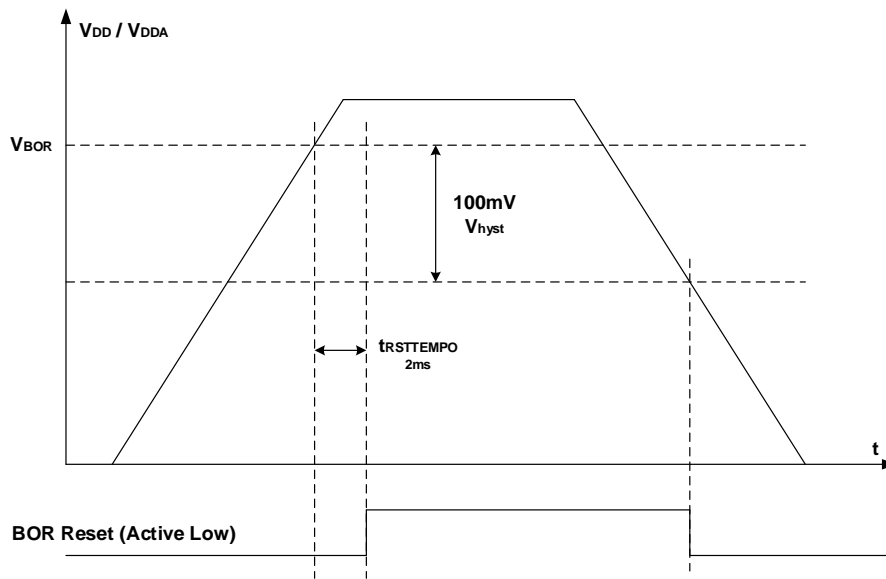 VDD / VDDA
VBOR
100mV
Vhyst
tRSTTEMPO
2ms
t
BOR Reset (Active Low)